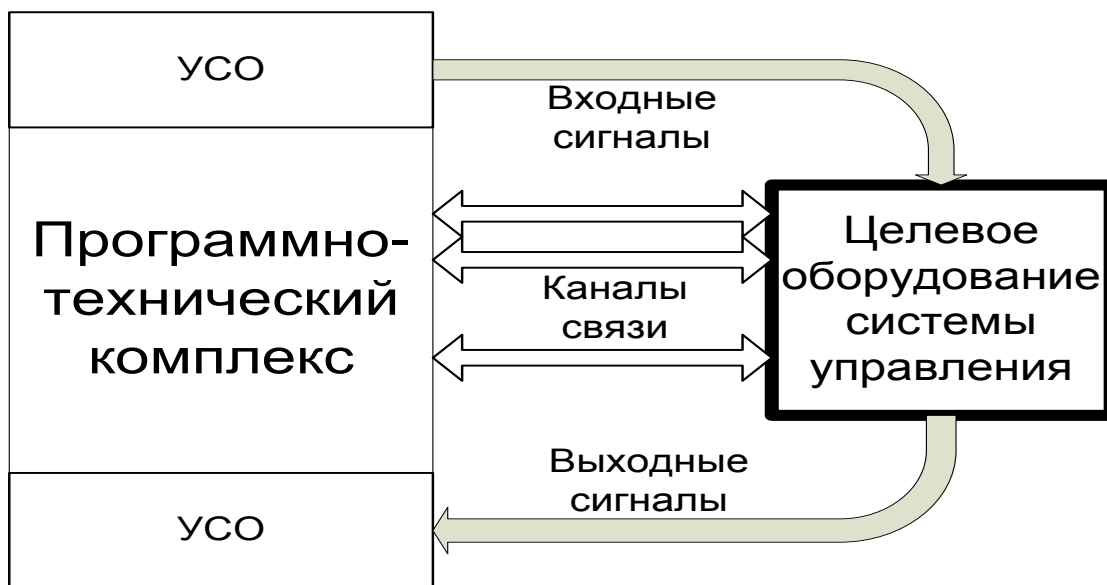 УСО
Входные
сигналы
Программно-
технический
комплекс
Каналы
связи
Целевое
оборудование
системы
управления
Выходные
сигналы
УСО